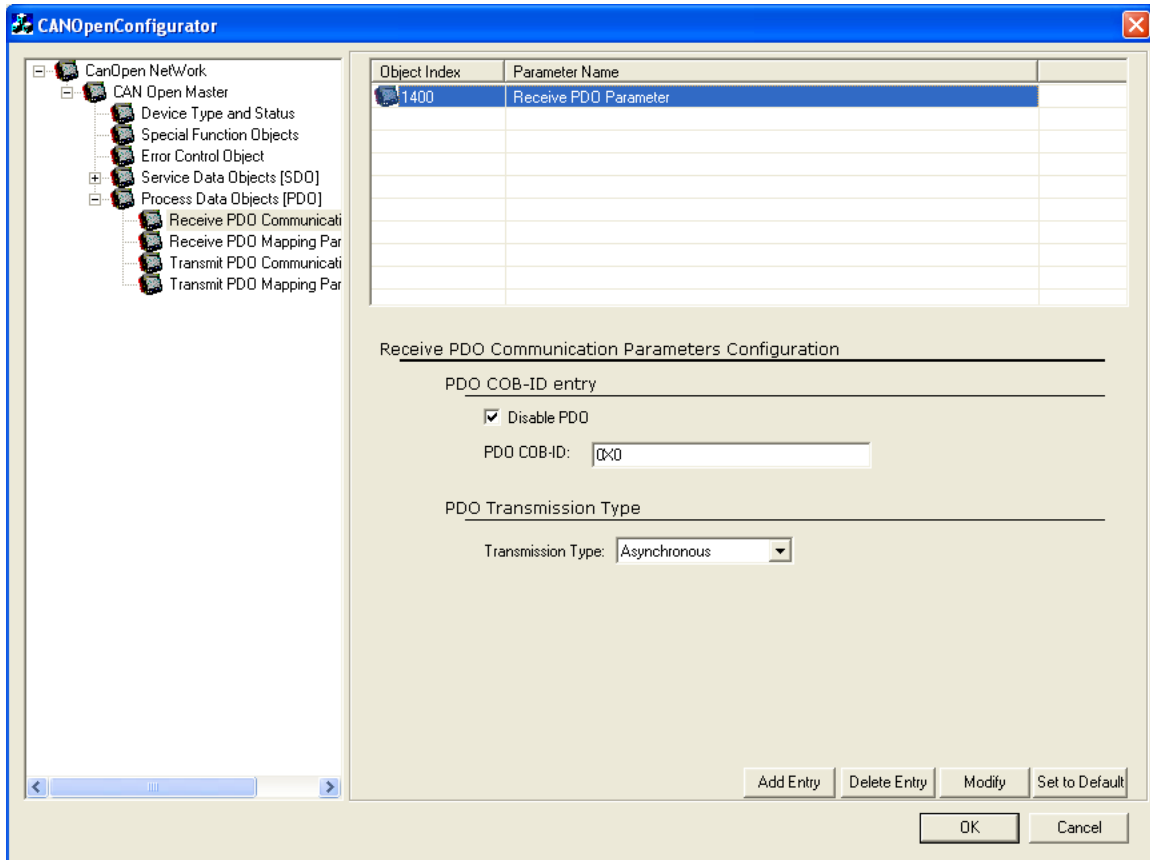 CANOpenConfigurator
CanOpen NetWork
CAN Open Master
Device Type and Status
Special Function Objects
Error Control Object
Service Data Objects [SDO]
Process Data Objects [PDO]
Receive PDO Communicati
Receive PDO Mapping Par
Transmit PDO Communicati
Transmit PDO Mapping Par
Object Index Parameter Name
1400 Receive PDO Parameter
Receive PDO Communication Parameters Configuration
PDO COB-ID entry
Disable PDO
PDO COB-ID: 0X0
PDO Transmission Type
Transmission Type: Asynchronous
Add Entry Delete Entry Modify Set to Default
OK Cancel